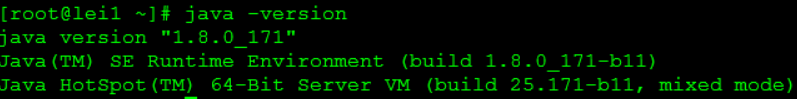 [root@lei1 ~]# java -version
java version "1.8.0_171"
Java(TM) SE Runtime Environment (build 1.8.0_171-b11)
Java HotSpot(TM) 64-Bit Server VM (build 25.171-b11, mixed mode)